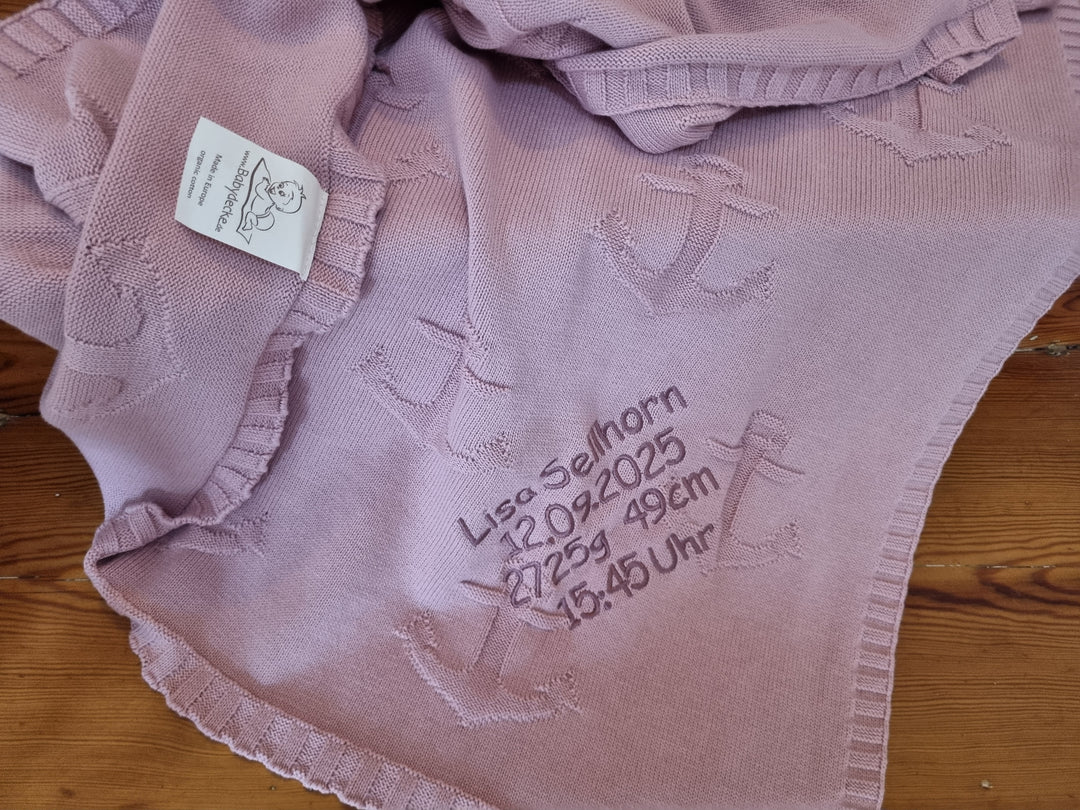 www.Babydecke.de
Made in Europe
organic cotton
Lisa Sellhorn
12.09.2025
2725g 49cm
15:45 Uhr